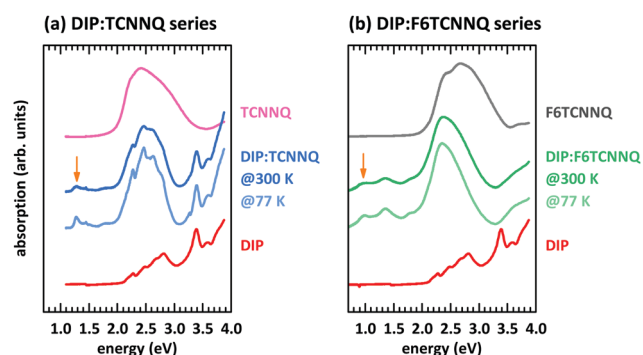 (a) DIP:TCNNQ series
(b) DIP:F6TCNNQ series
absorption (arb. units)
TCNNQ
DIP:TCNNQ
@300 K
@77 K
DIP
F6TCNNQ
DIP:F6TCNNQ
@300 K
@77 K
DIP
1.0 1.5 2.0 2.5 3.0 3.5 4.0
1.0 1.5 2.0 2.5 3.0 3.5 4.0
energy (eV)
energy (eV)